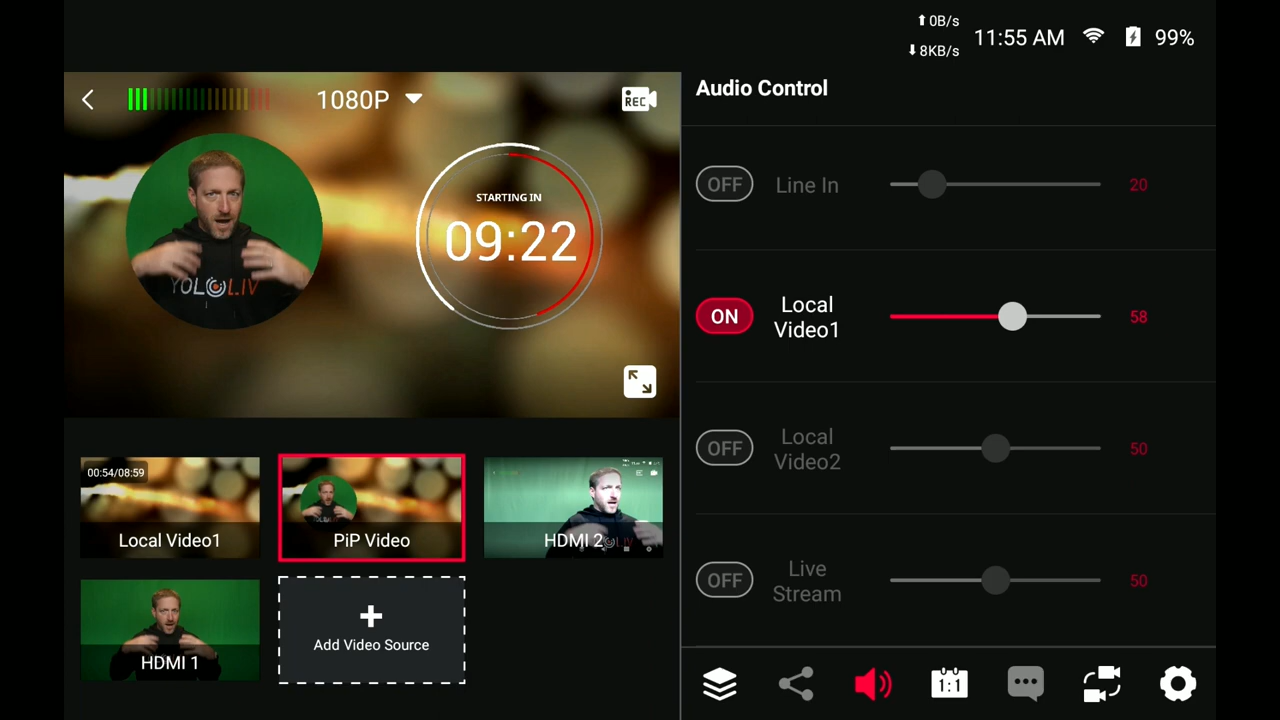 0B/s
8KB/s
11:55 AM
99%
1080P
REC
STARTING IN
09:22
YOLOLIV
00:54/08:59
Local Video1
PiP Video
HDMI 2
HDMI 1
Add Video Source
Audio Control
OFF
Line In
20
ON
Local
Video1
58
OFF
Local
Video2
50
OFF
Live
Stream
50
1:1